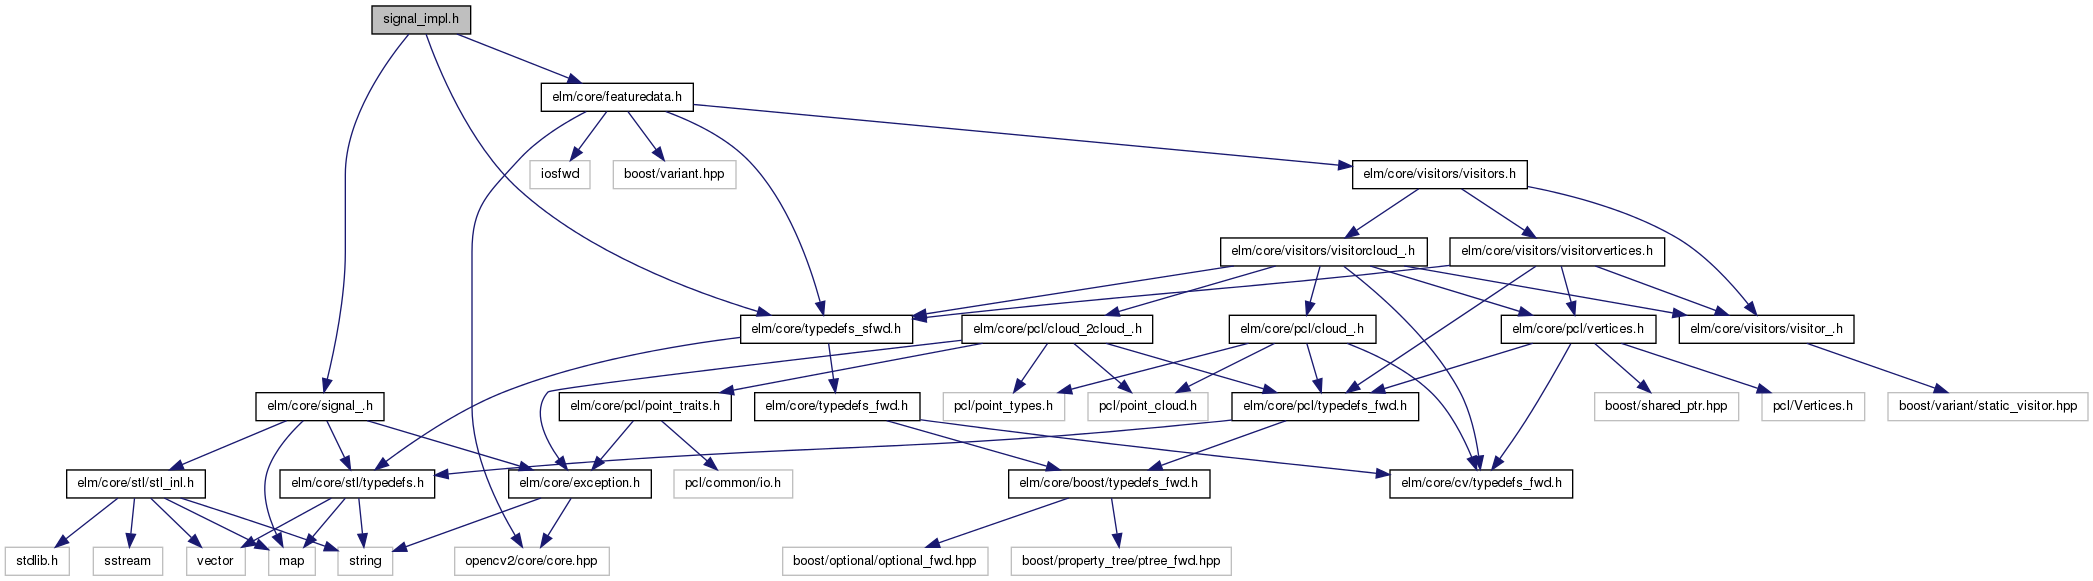 signal_impl.h
elm/core/featuredata.h
iosfwd
boost/variant.hpp
elm/core/visitors/visitors.h
elm/core/visitors/visitorcloud_.h
elm/core/visitors/visitorvertices.h
elm/core/typedefs_sfwd.h
elm/core/pcl/cloud_2cloud_.h
elm/core/pcl/cloud_.h
elm/core/pcl/vertices.h
elm/core/visitors/visitor_.h
elm/core/signal_.h
elm/core/pcl/point_traits.h
elm/core/typedefs_fwd.h
pcl/point_types.h
pcl/point_cloud.h
elm/core/pcl/typedefs_fwd.h
boost/shared_ptr.hpp
pcl/Vertices.h
boost/variant/static_visitor.hpp
elm/core/stl/stl_inl.h
elm/core/stl/typedefs.h
elm/core/exception.h
pcl/common/io.h
elm/core/boost/typedefs_fwd.h
elm/core/cv/typedefs_fwd.h
stdlib.h
sstream
vector
map
string
opencv2/core/core.hpp
boost/optional/optional_fwd.hpp
boost/property_tree/ptree_fwd.hpp